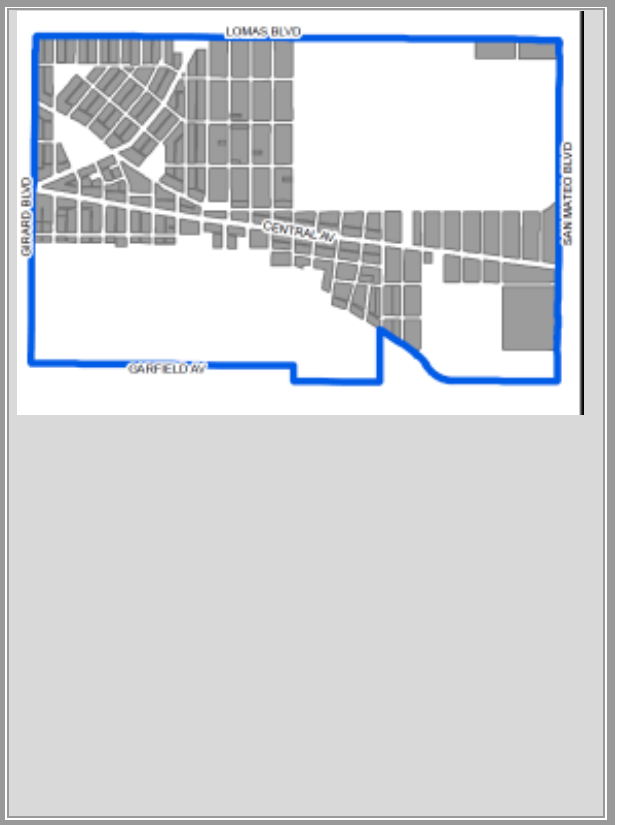 LOMAS BLVD
GIRARD BLVD
SAN MATEO BLVD
CENTRAL AV
GARFIELD AV